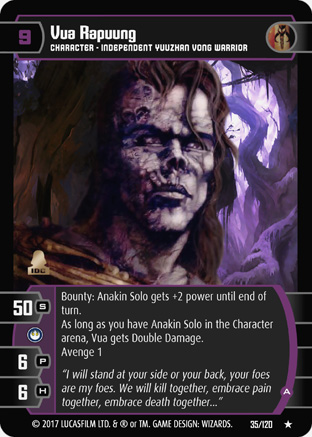 9
Vua Rapuung
CHARACTER - INDEPENDENT YUUZHAN VONG WARRIOR
IDC
50 S
Bounty: Anakin Solo gets +2 power until end of
turn.
As long as you have Anakin Solo in the Character
arena, Vua gets Double Damage.
Avenge 1
6 P
6 H
"I will stand at your side or your back, your foes
are my foes. We will kill together, embrace pain
together, embrace death together..."
A
© 2017 LUCASFILM LTD. & ® or TM. GAME DESIGN: WIZARDS. 35/120 ★